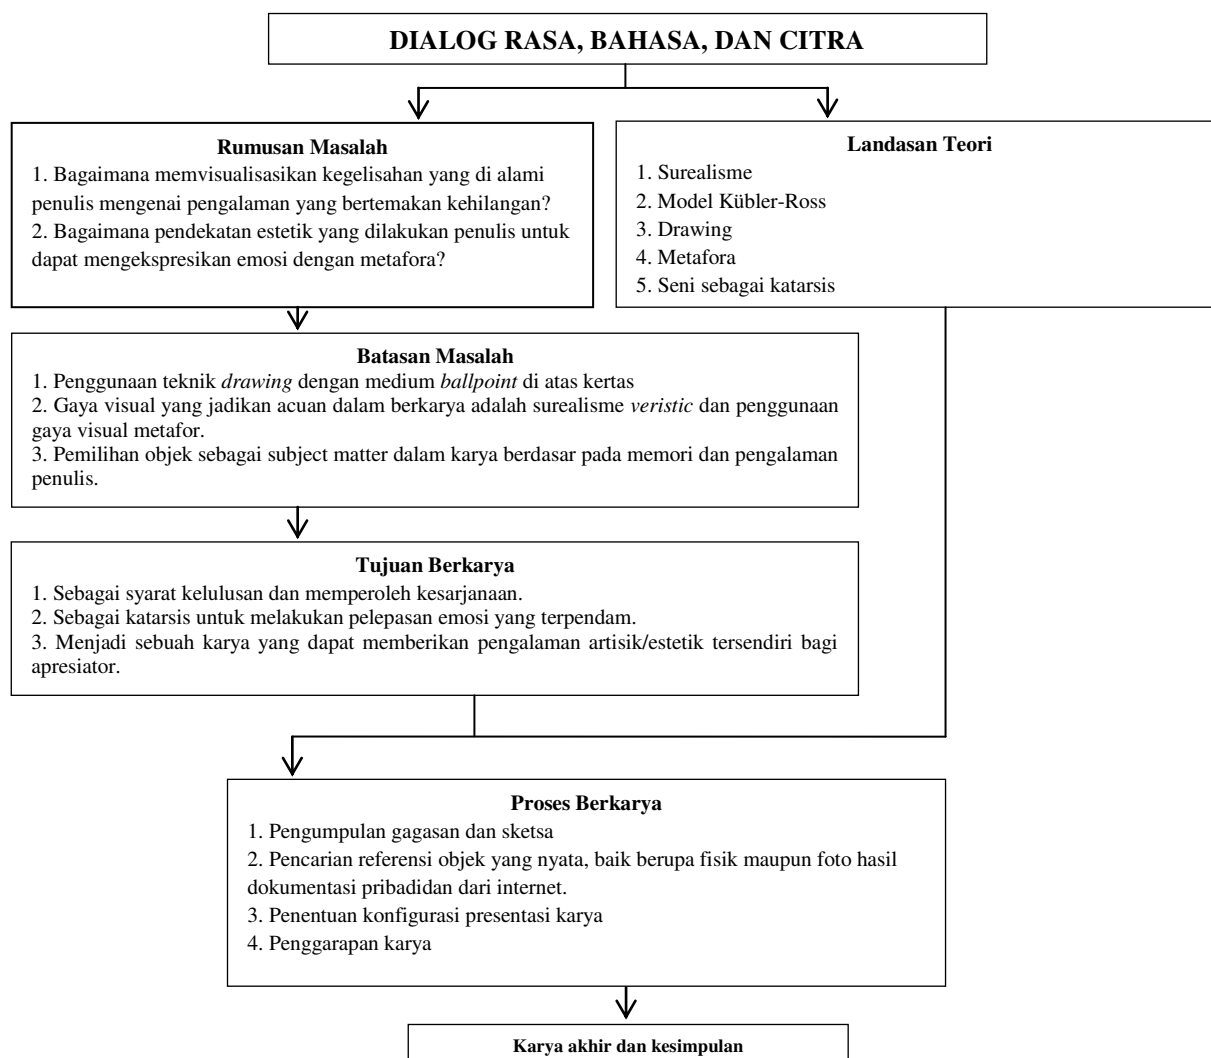 DIALOG RASA, BAHASA, DAN CITRA
Rumusan Masalah
1. Bagaimana memvisualisasikan kegelisahan yang di alami
penulis mengenai pengalaman yang bertemakan kehilangan?
2. Bagaimana pendekatan estetik yang dilakukan penulis untuk
dapat mengekspresikan emosi dengan metafora?
Landasan Teori
1. Surealisme
2. Model Kübler-Ross
3. Drawing
4. Metafora
5. Seni sebagai katarsis
Batasan Masalah
1. Penggunaan teknik drawing dengan medium ballpoint di atas kertas
2. Gaya visual yang jadikan acuan dalam berkarya adalah surealisme veristic dan penggunaan
gaya visual metafor.
3. Pemilihan objek sebagai subject matter dalam karya berdasar pada memori dan pengalaman
penulis.
Tujuan Berkarya
1. Sebagai syarat kelulusan dan memperoleh kesarjanaan.
2. Sebagai katarsis untuk melakukan pelepasan emosi yang terpendam.
3. Menjadi sebuah karya yang dapat memberikan pengalaman artisik/estetik tersendiri bagi
apresiator.
Proses Berkarya
1. Pengumpulan gagasan dan sketsa
2. Pencarian referensi objek yang nyata, baik berupa fisik maupun foto hasil
dokumentasi pribadidan dari internet.
3. Penentuan konfigurasi presentasi karya
4. Penggarapan karya
Karya akhir dan kesimpulan